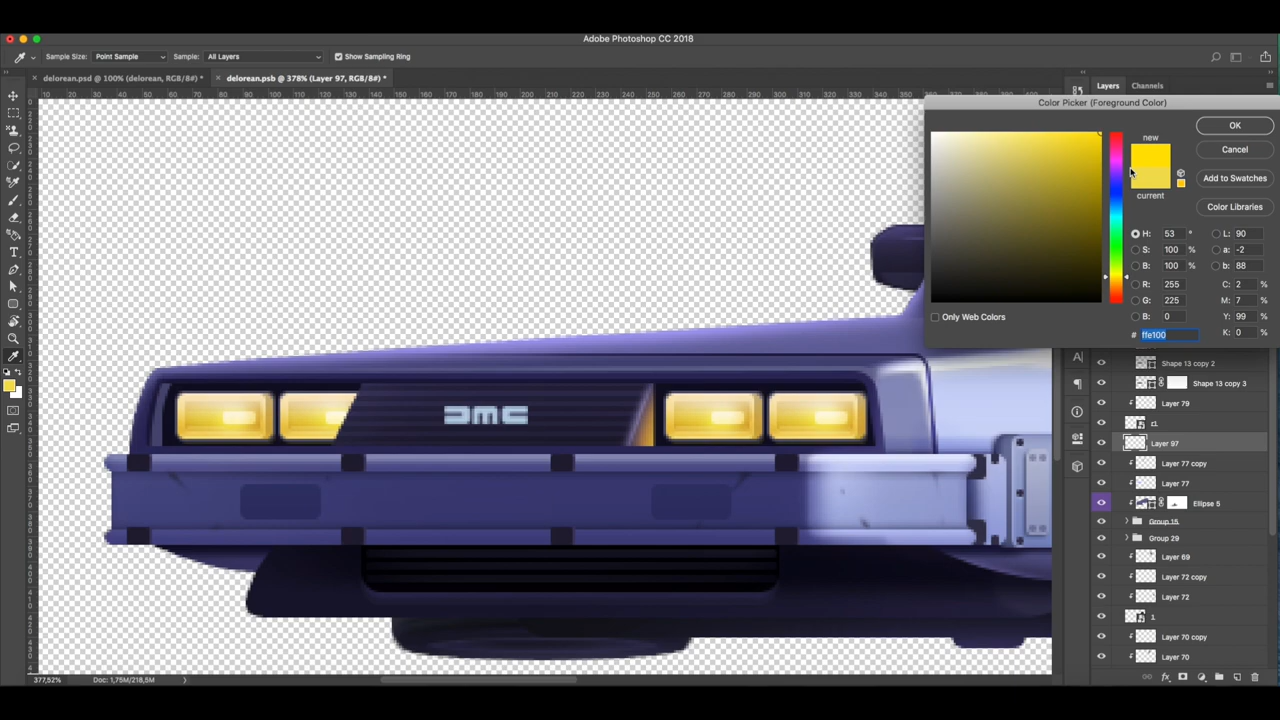 Adobe Photoshop CC 2018
Sample Size: Point Sample Sample: All Layers Show Sampling Ring
delorean.psd @ 100% (delorean, RGB/8#) * delorean.psb @ 378% (Layer 97, RGB/8#) *
Layers Channels
Color Picker (Foreground Color)
new
current
OK
Cancel
Add to Swatches
Color Libraries
H: 53 ° L: 90
S: 100 % a: -2
B: 100 % b: 88
R: 255 C: 2 %
G: 225 M: 7 %
B: 0 Y: 99 %
# ffe100 K: 0 %
Only Web Colors
DMC
Shape 13 copy 2
Shape 13 copy 3
Layer 79
r1
Layer 97
Layer 77 copy
Layer 77
Ellipse 5
Group 15
Group 29
Layer 69
Layer 72 copy
Layer 72
1
Layer 70 copy
Layer 70
377,52% Doc: 1,75M/218,5M